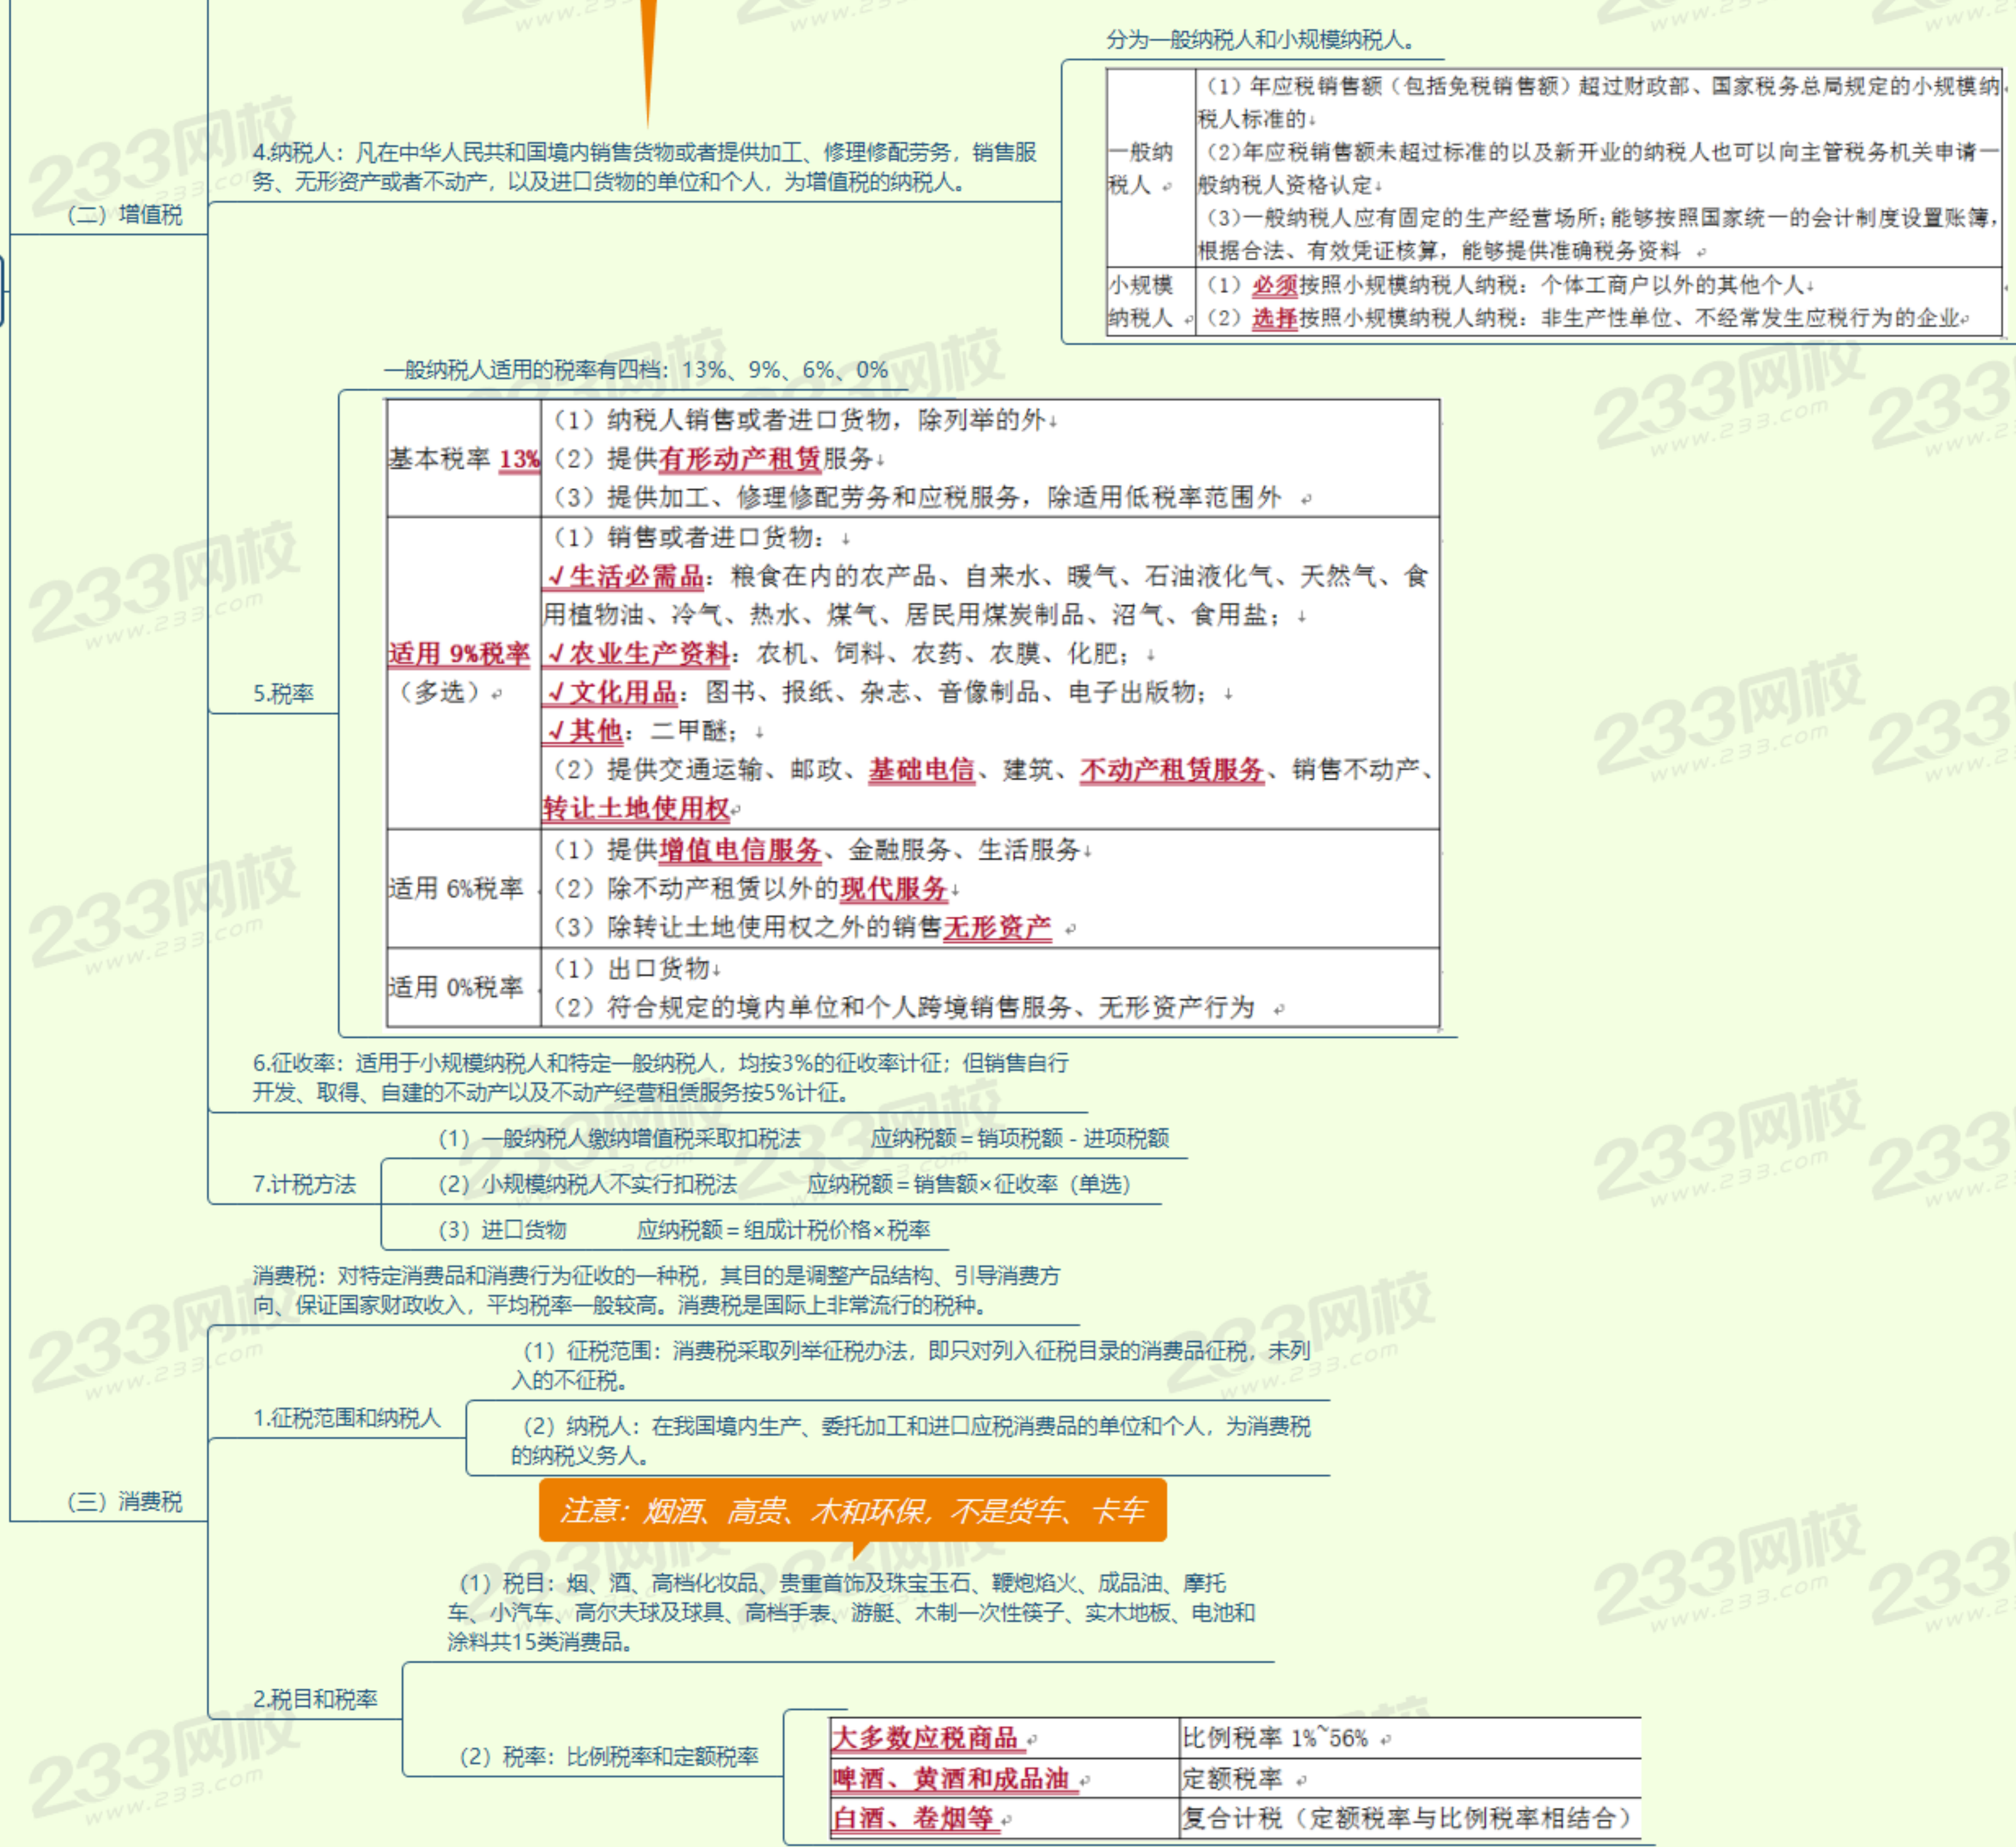 分为一般纳税人和小规模纳税人。
（1）年应税销售额（包括免税销售额）超过财政部、国家税务总局规定的小规模纳
税人标准的
一般纳
税人
（2）年应税销售额未超过标准的以及新开业的纳税人也可以向主管税务机关申请一
般纳税人资格认定
（3）一般纳税人应有固定的生产经营场所；能够按照国家统一的会计制度设置账簿，
根据合法、有效凭证核算，能够提供准确税务资料
小规模
纳税人
（1）必须按照小规模纳税人纳税：个体工商户以外的其他个人
（2）选择按照小规模纳税人纳税：非生产性单位、不经常发生应税行为的企业
4.纳税人：凡在中华人民共和国境内销售货物或者提供加工、修理修配劳务，销售服
务、无形资产或者不动产，以及进口货物的单位和个人，为增值税的纳税人。
（二）增值税
5.税率
一般纳税人适用的税率有四档：13%、9%、6%、0%
基本税率 13%
（1）纳税人销售或者进口货物，除列举的外
（2）提供有形动产租赁服务
（3）提供加工、修理修配劳务和应税服务，除适用低税率范围外
适用 9%税率
（多选）
（1）销售或者进口货物：
√生活必需品：粮食在内的农产品、自来水、暖气、石油液化气、天然气、食
用植物油、冷气、热水、煤气、居民用煤炭制品、沼气、食用盐；
√农业生产资料：农机、饲料、农药、农膜、化肥；
√文化用品：图书、报纸、杂志、音像制品、电子出版物；
√其他：二甲醚；
（2）提供交通运输、邮政、基础电信、建筑、不动产租赁服务、销售不动产、
转让土地使用权
适用 6%税率
（1）提供增值电信服务、金融服务、生活服务
（2）除不动产租赁以外的现代服务
（3）除转让土地使用权之外的销售无形资产
适用 0%税率
（1）出口货物
（2）符合规定的境内单位和个人跨境销售服务、无形资产行为
6.征收率：适用于小规模纳税人和特定一般纳税人，均按3%的征收率计征；但销售自行
开发、取得、自建的不动产以及不动产经营租赁服务按5%计征。
7.计税方法
（1）一般纳税人缴纳增值税采取扣税法 应纳税额＝销项税额 - 进项税额
（2）小规模纳税人不实行扣税法 应纳税额＝销售额×征收率（单选）
（3）进口货物 应纳税额＝组成计税价格×税率
（三）消费税
消费税：对特定消费品和消费行为征收的一种税，其目的是调整产品结构、引导消费方
向、保证国家财政收入，平均税率一般较高。消费税是国际上非常流行的税种。
1.征税范围和纳税人
（1）征税范围：消费税采取列举征税办法，即只对列入征税目录的消费品征税，未列
入的不征税。
（2）纳税人：在我国境内生产、委托加工和进口应税消费品的单位和个人，为消费税
的纳税义务人。
注意：烟酒、高贵、木和环保，不是货车、卡车
2.税目和税率
（1）税目：烟、酒、高档化妆品、贵重首饰及珠宝玉石、鞭炮焰火、成品油、摩托
车、小汽车、高尔夫球及球具、高档手表、游艇、木制一次性筷子、实木地板、电池和
涂料共15类消费品。
（2）税率：比例税率和定额税率
大多数应税商品 比例税率 1%~56%
啤酒、黄酒和成品油 定额税率
白酒、卷烟等 复合计税（定额税率与比例税率相结合）
233网校
www.233.com